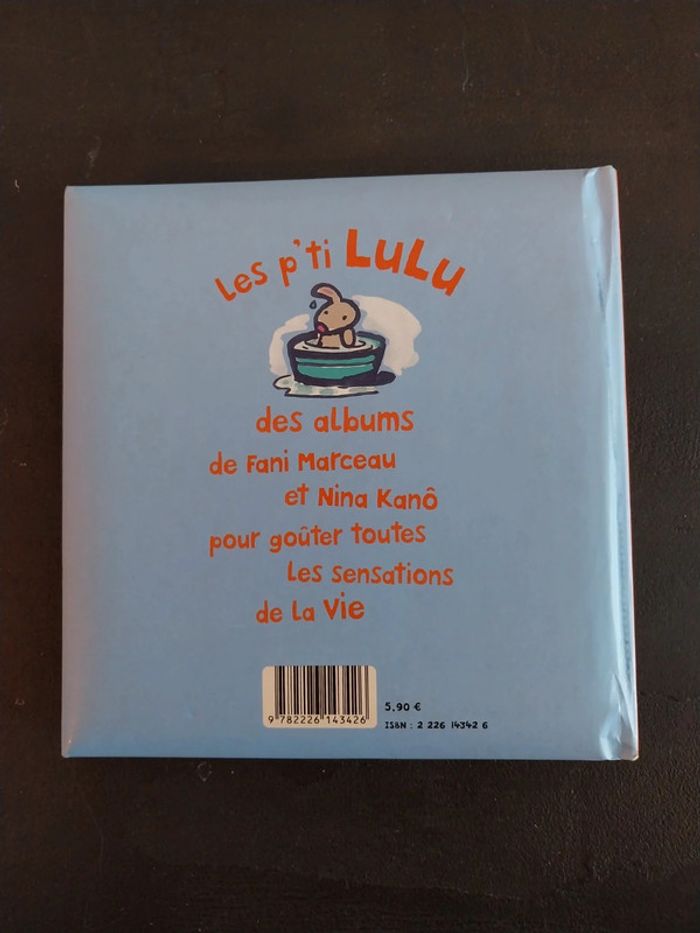 Les p'ti LuLu
des albums
de Fani Marceau
et Nina Kanô
pour goûter toutes
Les sensations
de La Vie
9 782226 143426
5.90 €
ISBN : 2 226 14342 6